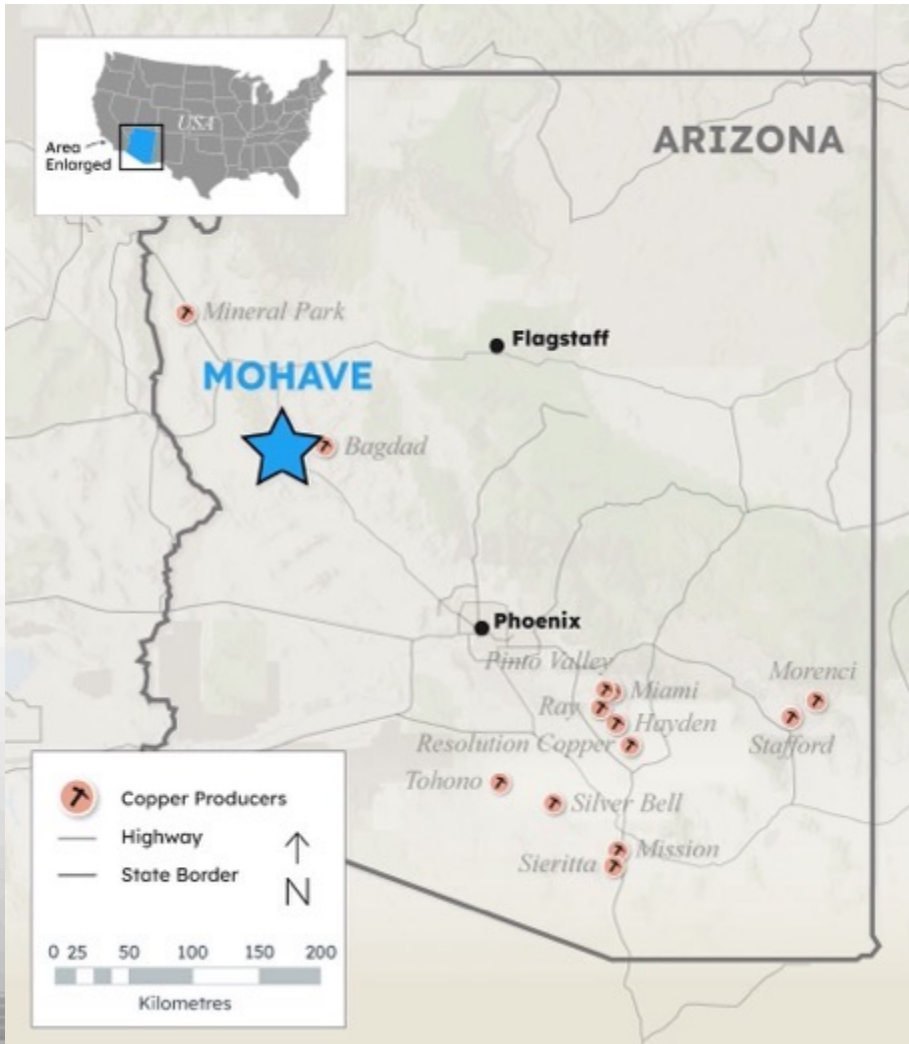 USA
Area
Enlarged
ARIZONA
Mineral Park
Flagstaff
MOHAVE
Bagdad
Phoenix
Pinto Valley
Morenci
Miami
Ray
Hayden
Stafford
Resolution Copper
Tohono
Silver Bell
Mission
Sieritta
Copper Producers
Highway
State Border
N
0 25 50 100 150 200
Kilometres